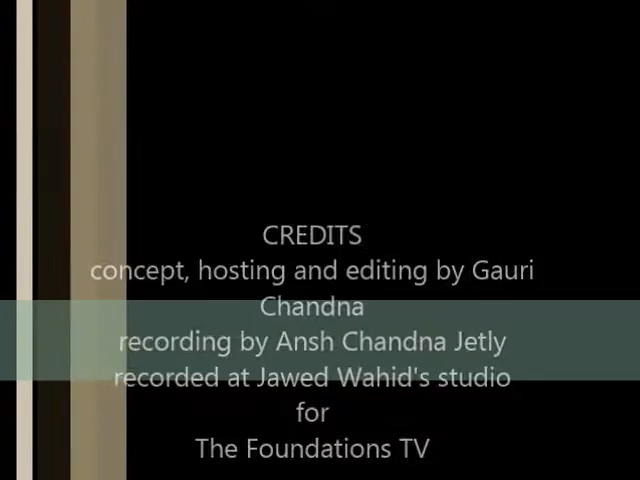 CREDITS
concept, hosting and editing by Gauri
Chandna
recording by Ansh Chandna Jetly
recorded at Jawed Wahid's studio
for
The Foundations TV